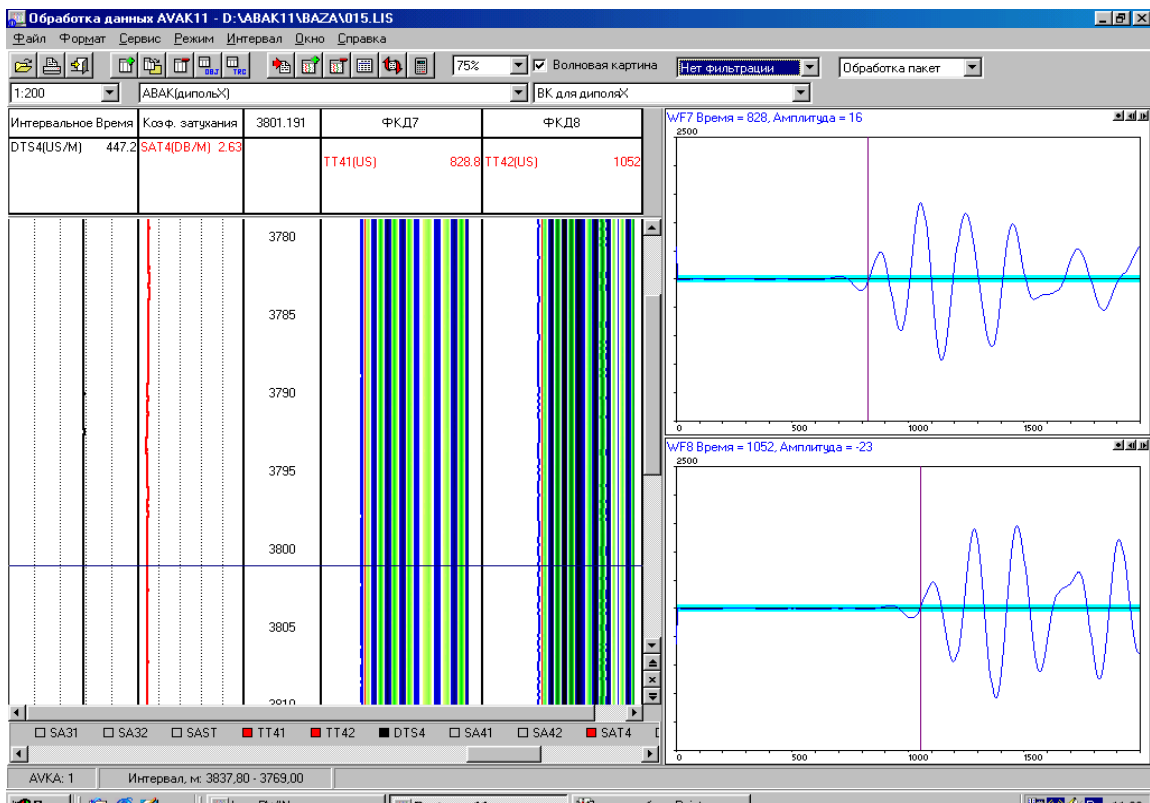 Обработка данных AVAK11 - D:\ABAK11\BAZA\015.LIS
Файл Формат Сервис Режим Интервал Окно Справка
OBJ TRC 75% Волновая картина Нет фильтрации Обработка пакет
1:200 АВАК(дипольX) ВК для диполяX
Интервальное Время Коэф. затухания 3801.191 ФКД7 ФКД8
DTS4(US/M) 447.2 SAT4(DB/M) 2.63
TT41(US) 828.8 TT42(US) 1052
3780
3785
3790
3795
3800
3805
3810
WF7 Время = 828, Амплитуда = 16
2500
0 500 1000 1500
WF8 Время = 1052, Амплитуда = -23
2500
0 500 1000 1500
SA31 SA32 SAST TT41 TT42 DTS4 SA41 SA42 SAT4
AVKA: 1 Интервал, м: 3837,80 - 3769,00